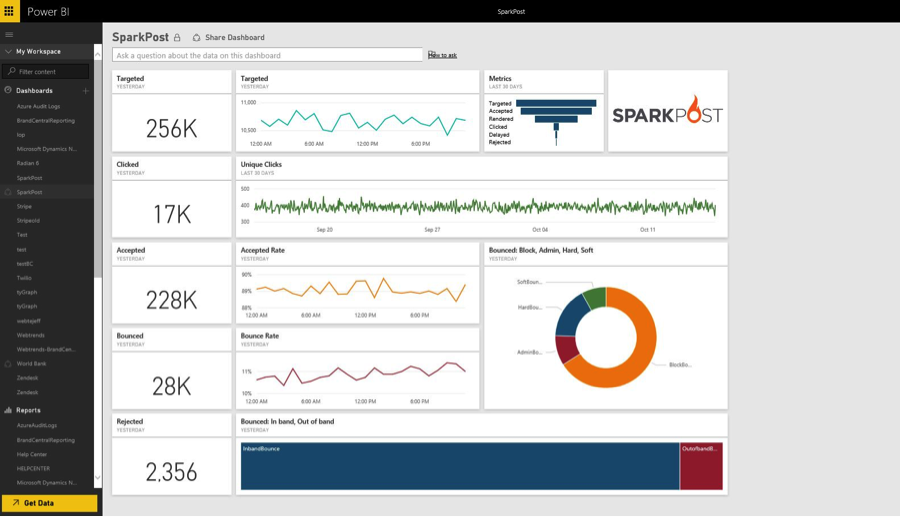 Power BI
SparkPost
My Workspace
Filter content
Dashboards
Azure Audit Logs
BrandCentralReporting
Iop
Microsoft Dynamics N...
Radian 6
SparkPost
SparkPost
Stripe
Stripeold
Test
test
testEC
Twilio
tyGraph
tyGraph
webtejeff
Webtrends
Webtrends-BrandCen...
World Bank
Zendesk
Zendesk
Reports
AzureAuditLogs
BrandCentralReporting
Help Center
HELPCENTER
Microsoft Dynamics N...
Get Data
SparkPost
Share Dashboard
Ask a question about the data on this dashboard
How to ask
Targeted
YESTERDAY
256K
Targeted
YESTERDAY
11,000
10,500
12:00 AM 6:00 AM 12:00 PM 6:00 PM
Metrics
LAST 30 DAYS
Targeted
Accepted
Rendered
Clicked
Delayed
Rejected
SPARKPOST
Clicked
YESTERDAY
17K
Unique Clicks
LAST 30 DAYS
500
400
300
Sep 20 Sep 27 Oct 04 Oct 11
Accepted
YESTERDAY
228K
Accepted Rate
YESTERDAY
90%
89%
88%
12:00 AM 6:00 AM 12:00 PM 6:00 PM
Bounced: Block, Admin, Hard, Soft
YESTERDAY
SoftBoun...
HardBou...
AdminBo...
BlockBo...
Bounced
YESTERDAY
28K
Bounce Rate
YESTERDAY
11%
10%
12:00 AM 6:00 AM 12:00 PM 6:00 PM
Rejected
YESTERDAY
2,356
Bounced: In band, Out of band
YESTERDAY
InbandBounce
OutofbandB...